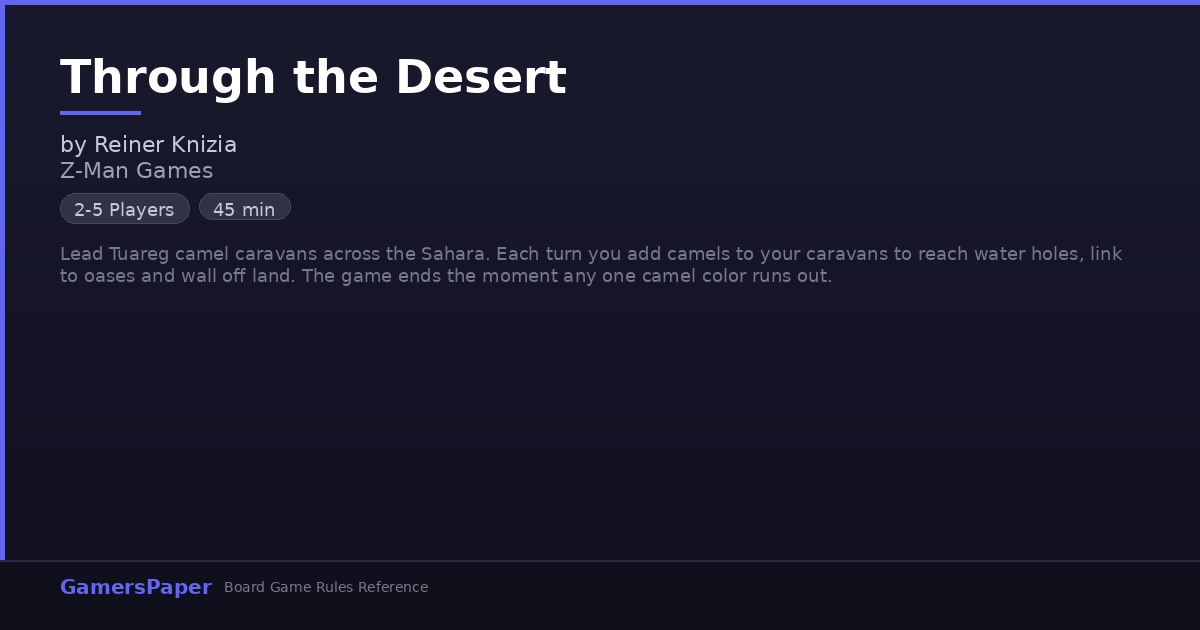 Through the Desert
by Reiner Knizia
Z-Man Games
2-5 Players 45 min
Lead Tuareg camel caravans across the Sahara. Each turn you add camels to your caravans to reach water holes, link
to oases and wall off land. The game ends the moment any one camel color runs out.
GamersPaper Board Game Rules Reference